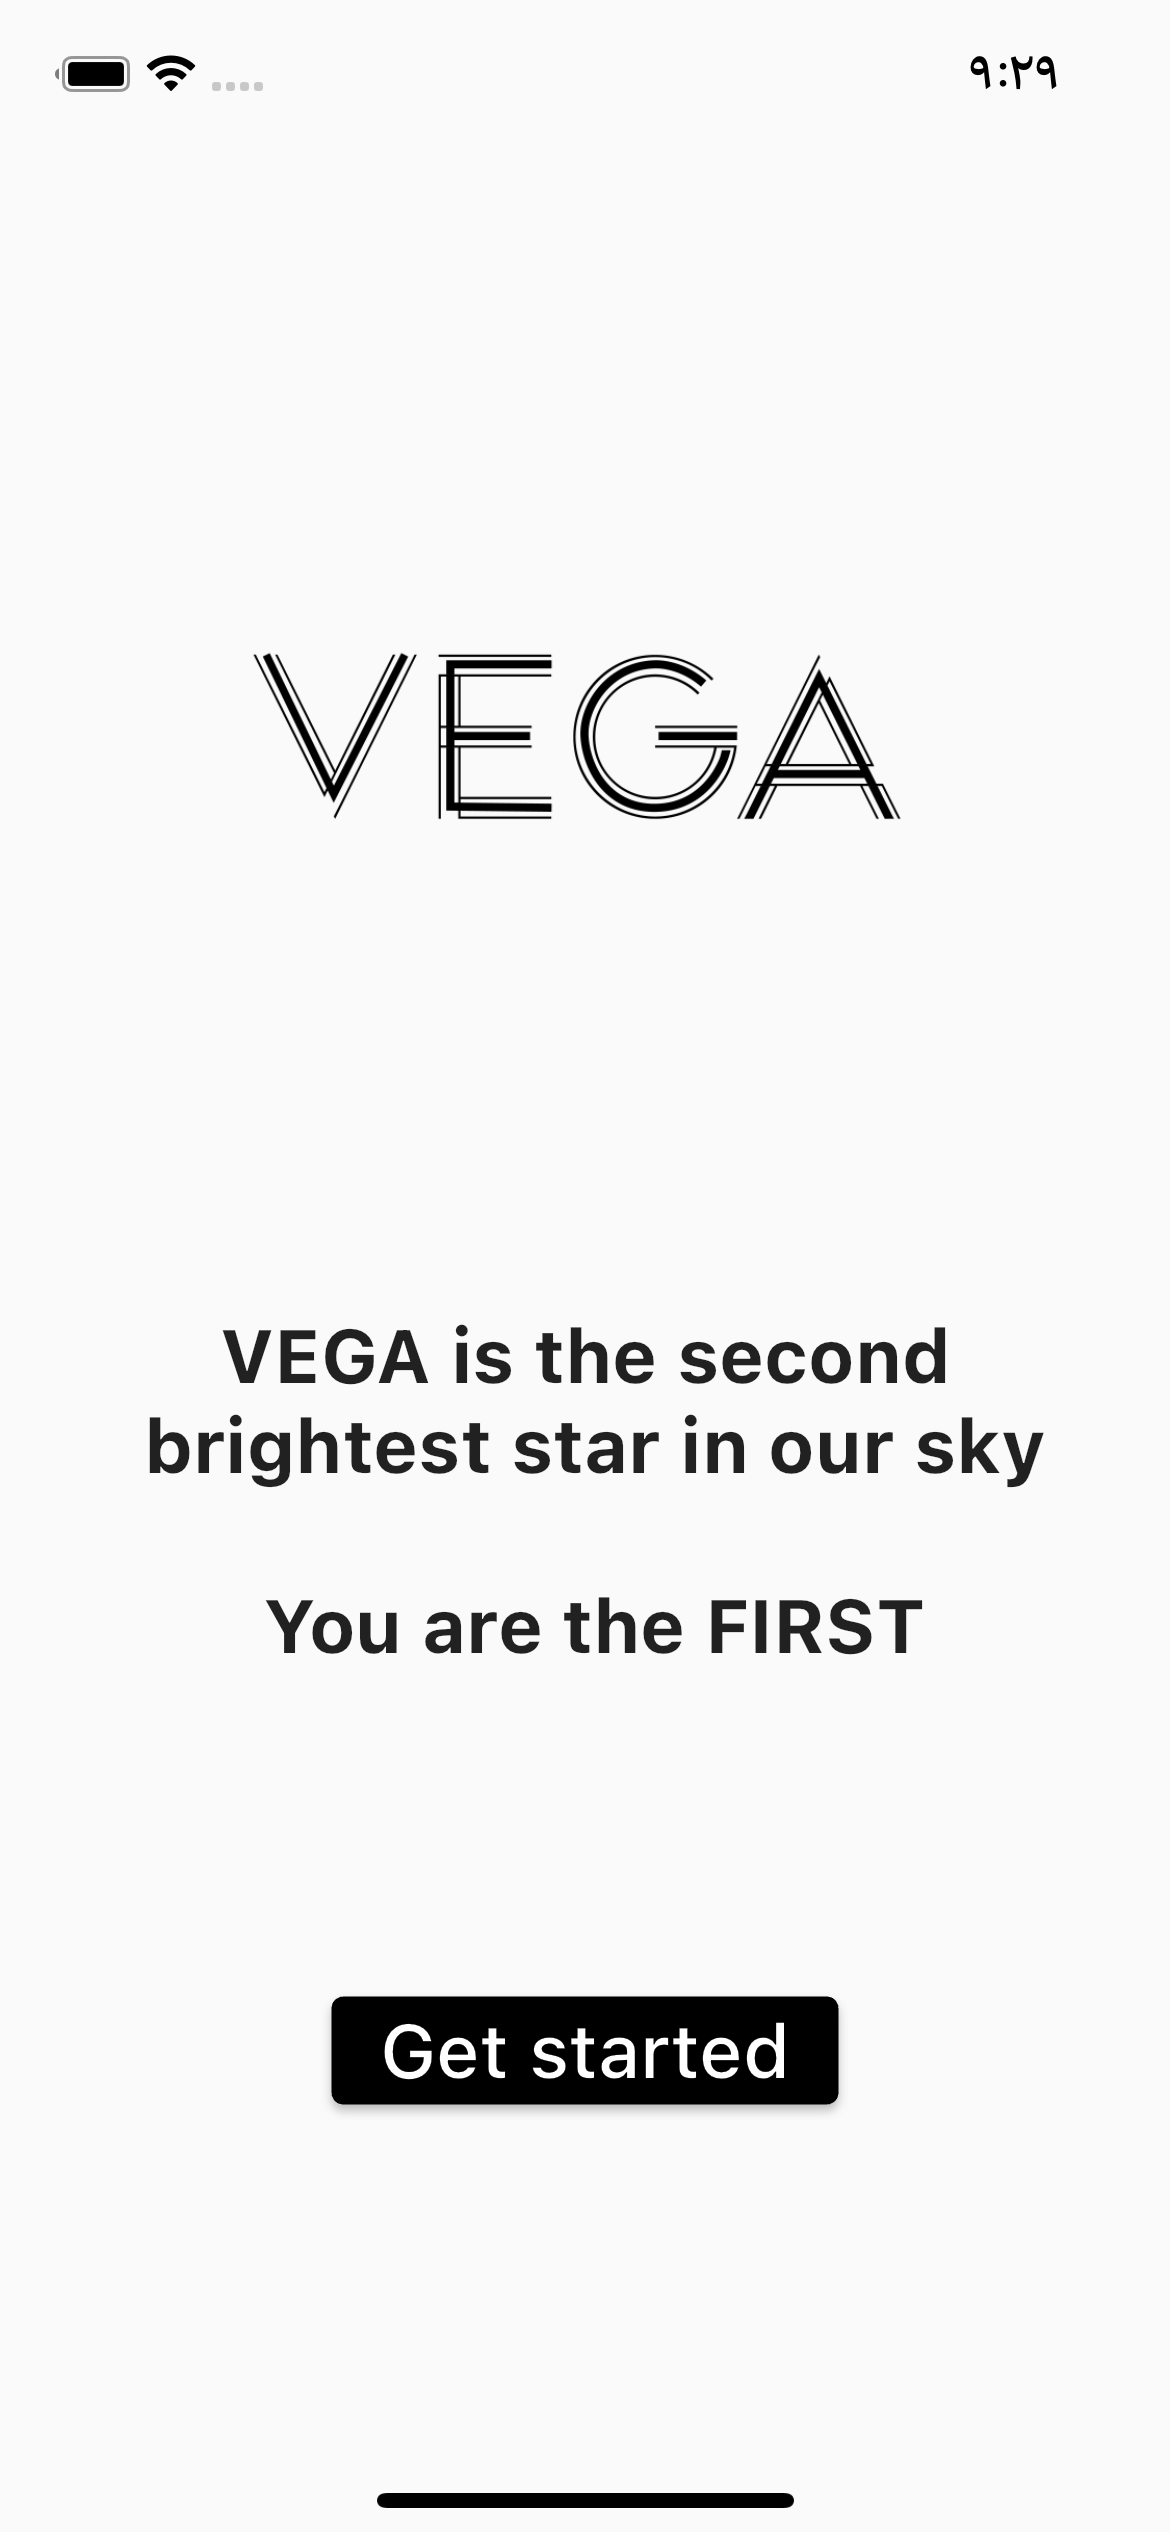 ٩:٢٩
VEGA
VEGA is the second
brightest star in our sky
You are the FIRST
Get started